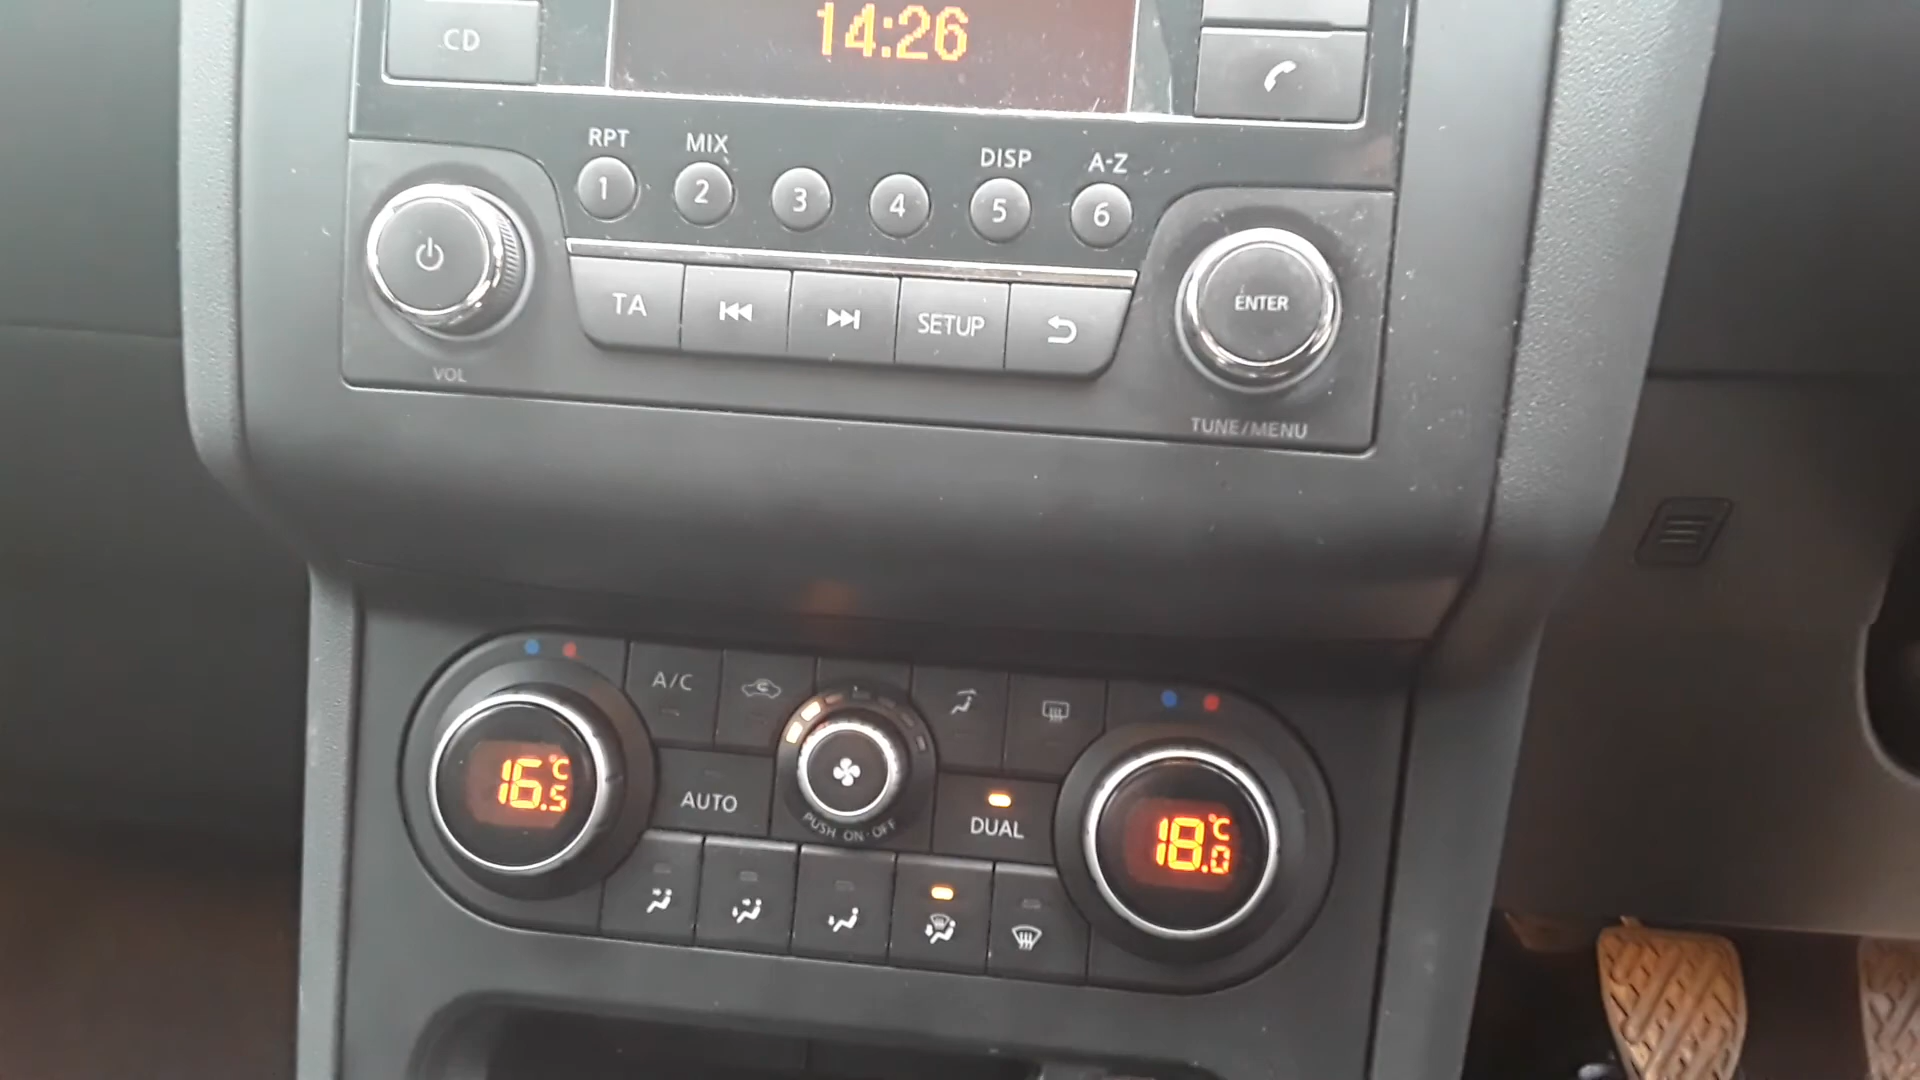 CD
14:26
RPT
MIX
DISP
A-Z
1
2
3
4
5
6
TA
SETUP
ENTER
VOL
TUNE/MENU
A/C
16.5°C
AUTO
PUSH ON·OFF
DUAL
18.0°C